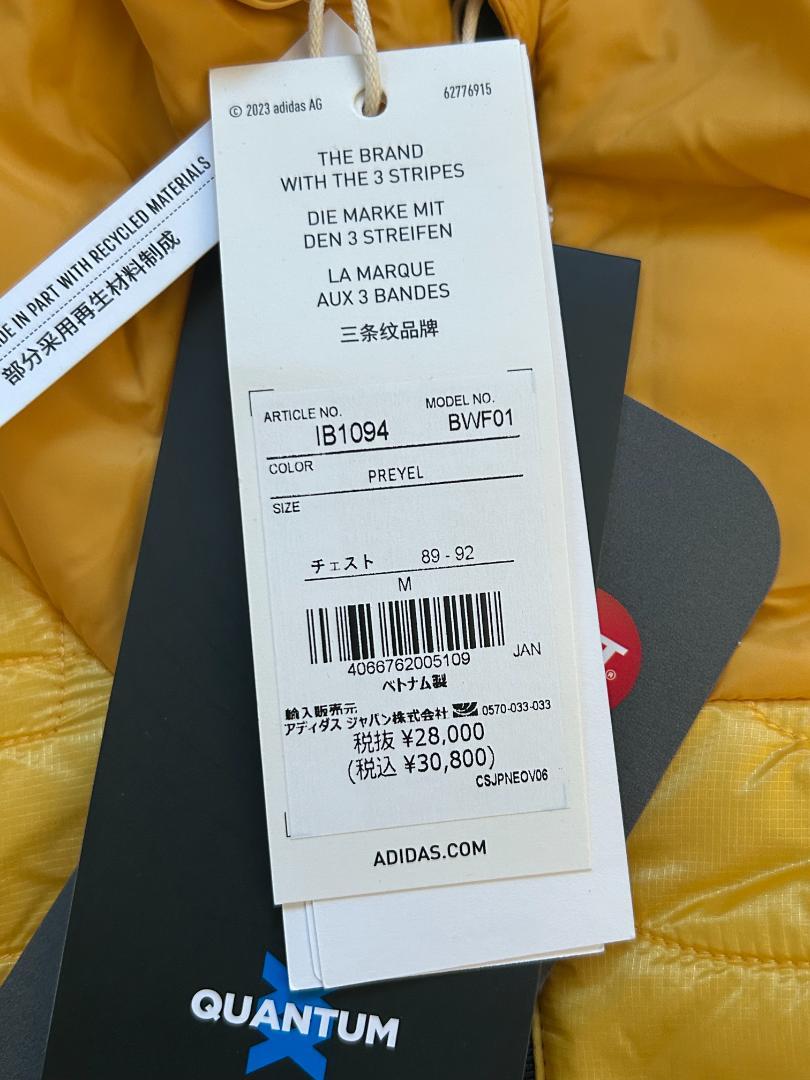 © 2023 adidas AG
62776915
THE BRAND
WITH THE 3 STRIPES
DIE MARKE MIT
DEN 3 STREIFEN
LA MARQUE
AUX 3 BANDES
三条纹品牌
IN PART WITH RECYCLED MATERIALS
部分采用再生材料制成
ARTICLE NO.
MODEL NO.
IB1094
BWF01
COLOR
PREYEL
SIZE
チェスト 89 - 92
M
4066762005109
JAN
ベトナム製
輸入販売元
アディダス ジャパン株式会社 0570-033-033
税抜 ¥28,000
(税込 ¥30,800)
CSJPNEOV06
ADIDAS.COM
QUANTUM
X